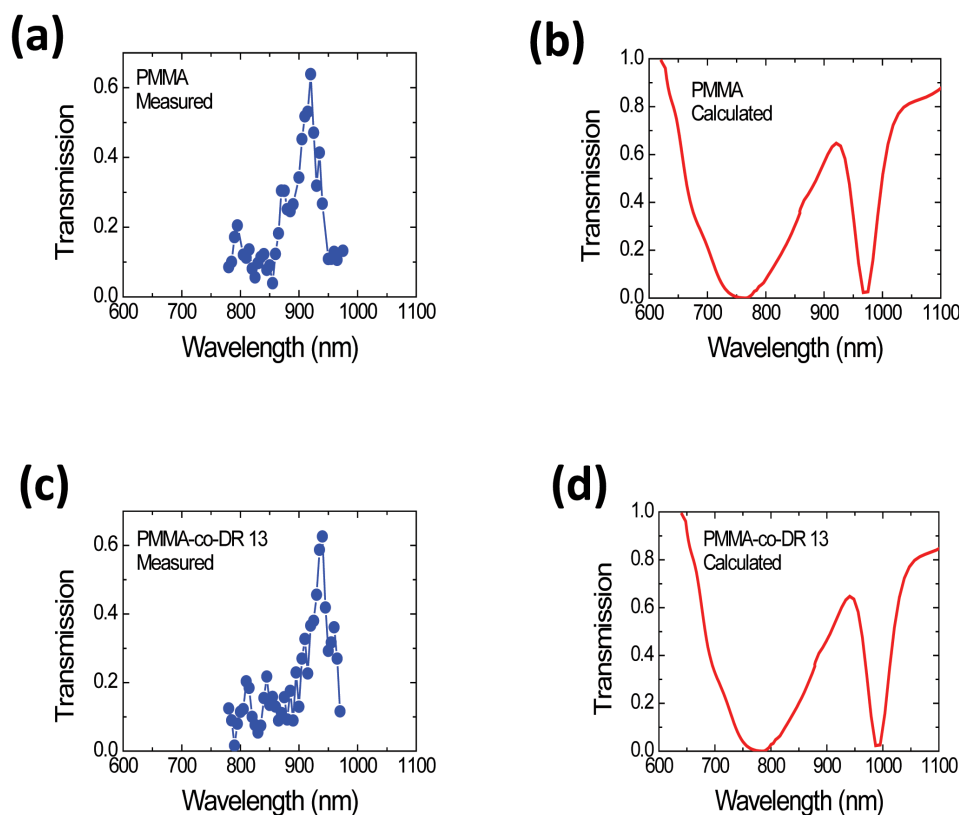 (a)
PMMA
Measured
Transmission
0.6
0.4
0.2
0.0
600 700 800 900 1000 1100
Wavelength (nm)
(b)
PMMA
Calculated
Transmission
1.0
0.8
0.6
0.4
0.2
0.0
600 700 800 900 1000 1100
Wavelength (nm)
(c)
PMMA-co-DR 13
Measured
Transmission
0.6
0.4
0.2
0.0
600 700 800 900 1000 1100
Wavelength (nm)
(d)
PMMA-co-DR 13
Calculated
Transmission
1.0
0.8
0.6
0.4
0.2
0.0
600 700 800 900 1000 1100
Wavelength (nm)